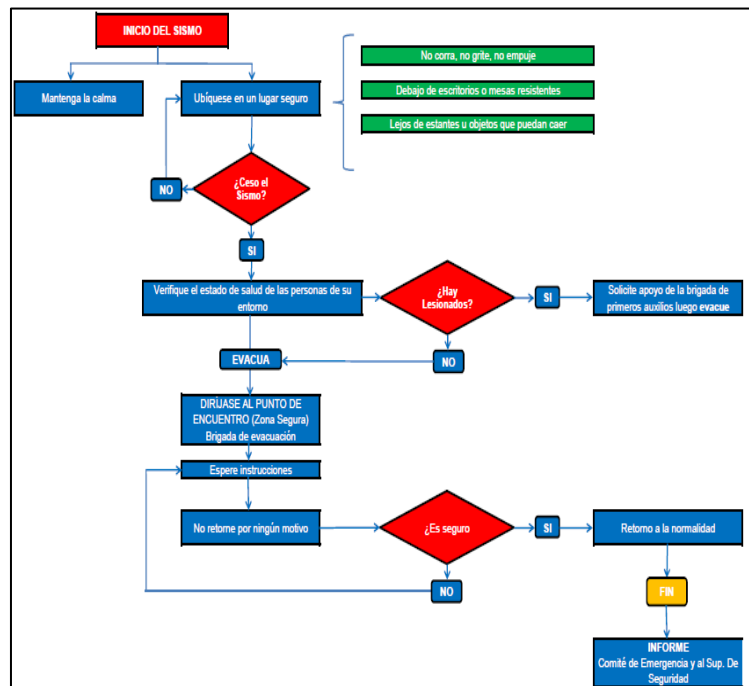 INICIO DEL SISMO
No corra, no grite, no empuje
Mantenga la calma
Ubíquese en un lugar seguro
Debajo de escritorios o mesas resistentes
Lejos de estantes u objetos que puedan caer
¿Ceso el
Sismo?
NO
SI
Verifique el estado de salud de las personas de su
entorno
¿Hay
Lesionados?
SI
Solicite apoyo de la brigada de
primeros auxilios luego evacue
NO
EVACUA
DIRÍJASE AL PUNTO DE
ENCUENTRO (Zona Segura)
Brigada de evacuación
Espere instrucciones
No retorne por ningún motivo
¿Es seguro
SI
Retorno a la normalidad
NO
FIN
INFORME
Comité de Emergencia y al Sup. De
Seguridad